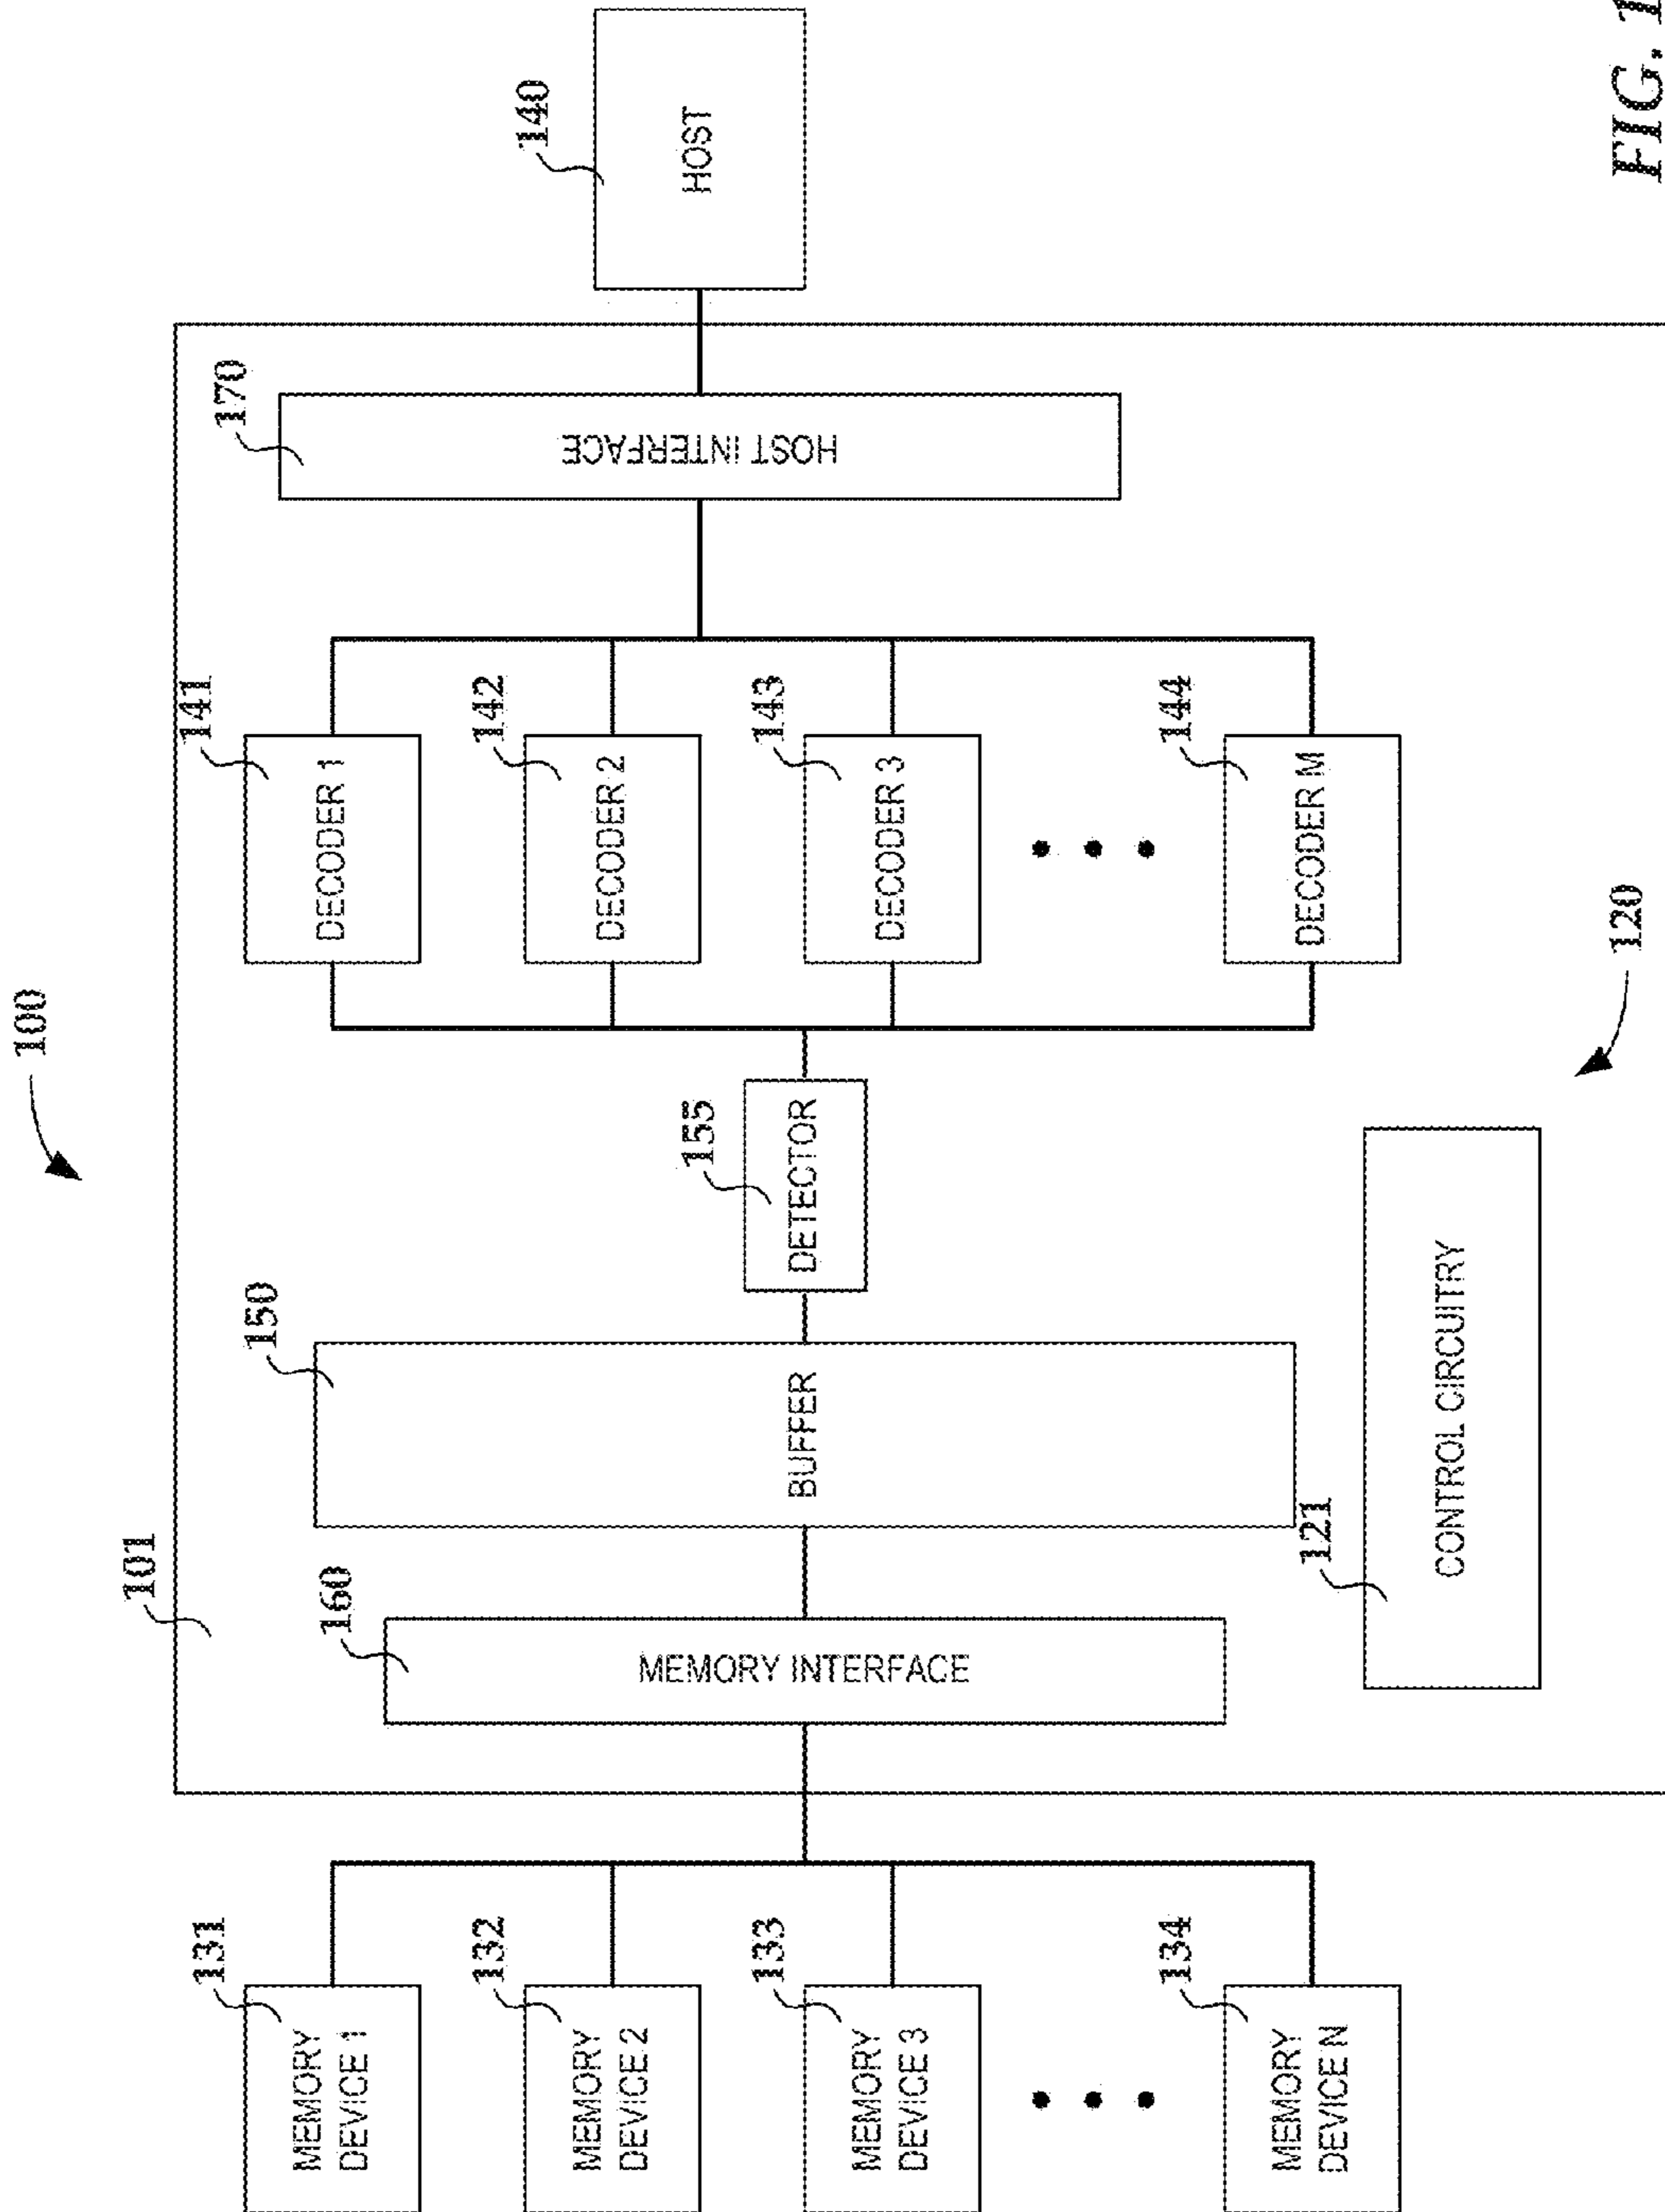 100
101
131
MEMORY
DEVICE 1
132
MEMORY
DEVICE 2
133
MEMORY
DEVICE 3
134
MEMORY
DEVICE N
160
MEMORY INTERFACE
150
BUFFER
155
DETECTOR
141
DECODER 1
142
DECODER 2
143
DECODER 3
144
DECODER M
170
HOST INTERFACE
140
HOST
121
CONTROL CIRCUITRY
120
FIG. 1